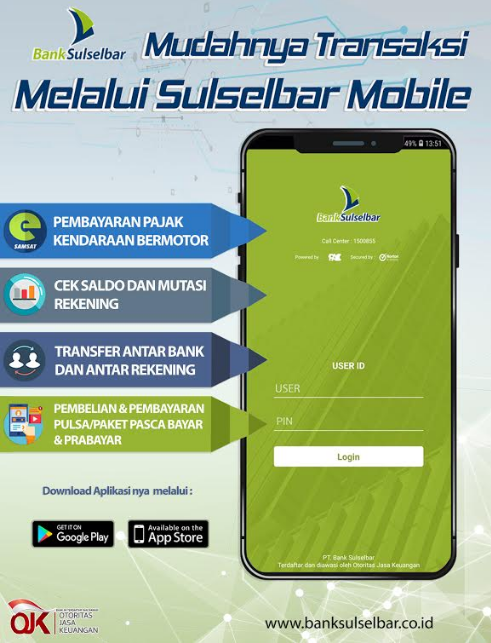 BankSulselbar
Mudahnya Transaksi
Melalui Sulselbar Mobile
49% 13:51
BankSulselbar
Call Center : 1500855
Powered by
Secured by
SAMSAT
PEMBAYARAN PAJAK
KENDARAAN BERMOTOR
CEK SALDO DAN MUTASI
REKENING
TRANSFER ANTAR BANK
DAN ANTAR REKENING
PEMBELIAN & PEMBAYARAN
PULSA/PAKET PASCA BAYAR
& PRABAYAR
USER ID
USER
PIN
Login
Download Aplikasi nya melalui :
GET IT ON
Google Play
Available on the
App Store
PT. Bank Sulselbar
Terdaftar dan diawasi oleh Otoritas Jasa Keuangan
OJK
OTORITAS
JASA
KEUANGAN
www.banksulselbar.co.id